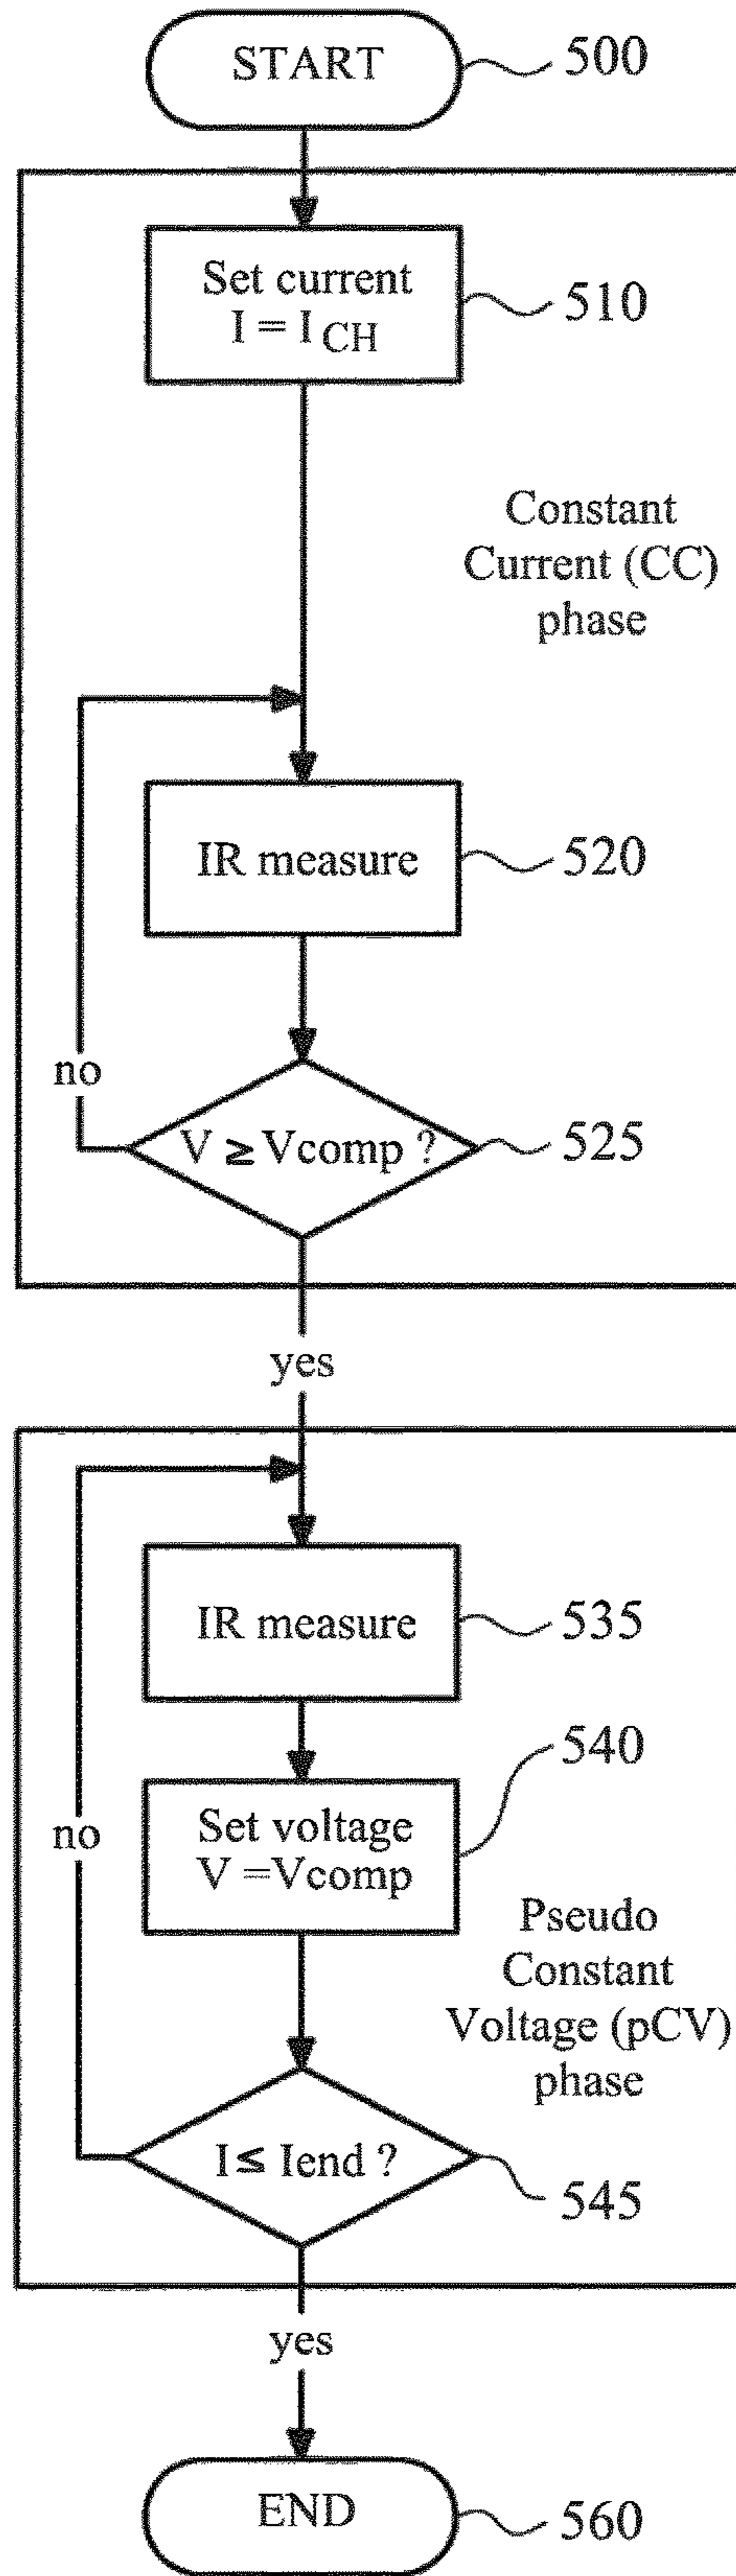 START
500
Set current
I = I CH
510
Constant
Current (CC)
phase
IR measure
520
no
V ≥ Vcomp ?
525
yes
IR measure
535
540
Set voltage
V =Vcomp
no
Pseudo
Constant
Voltage (pCV)
phase
I ≤ Iend ?
545
yes
END
560